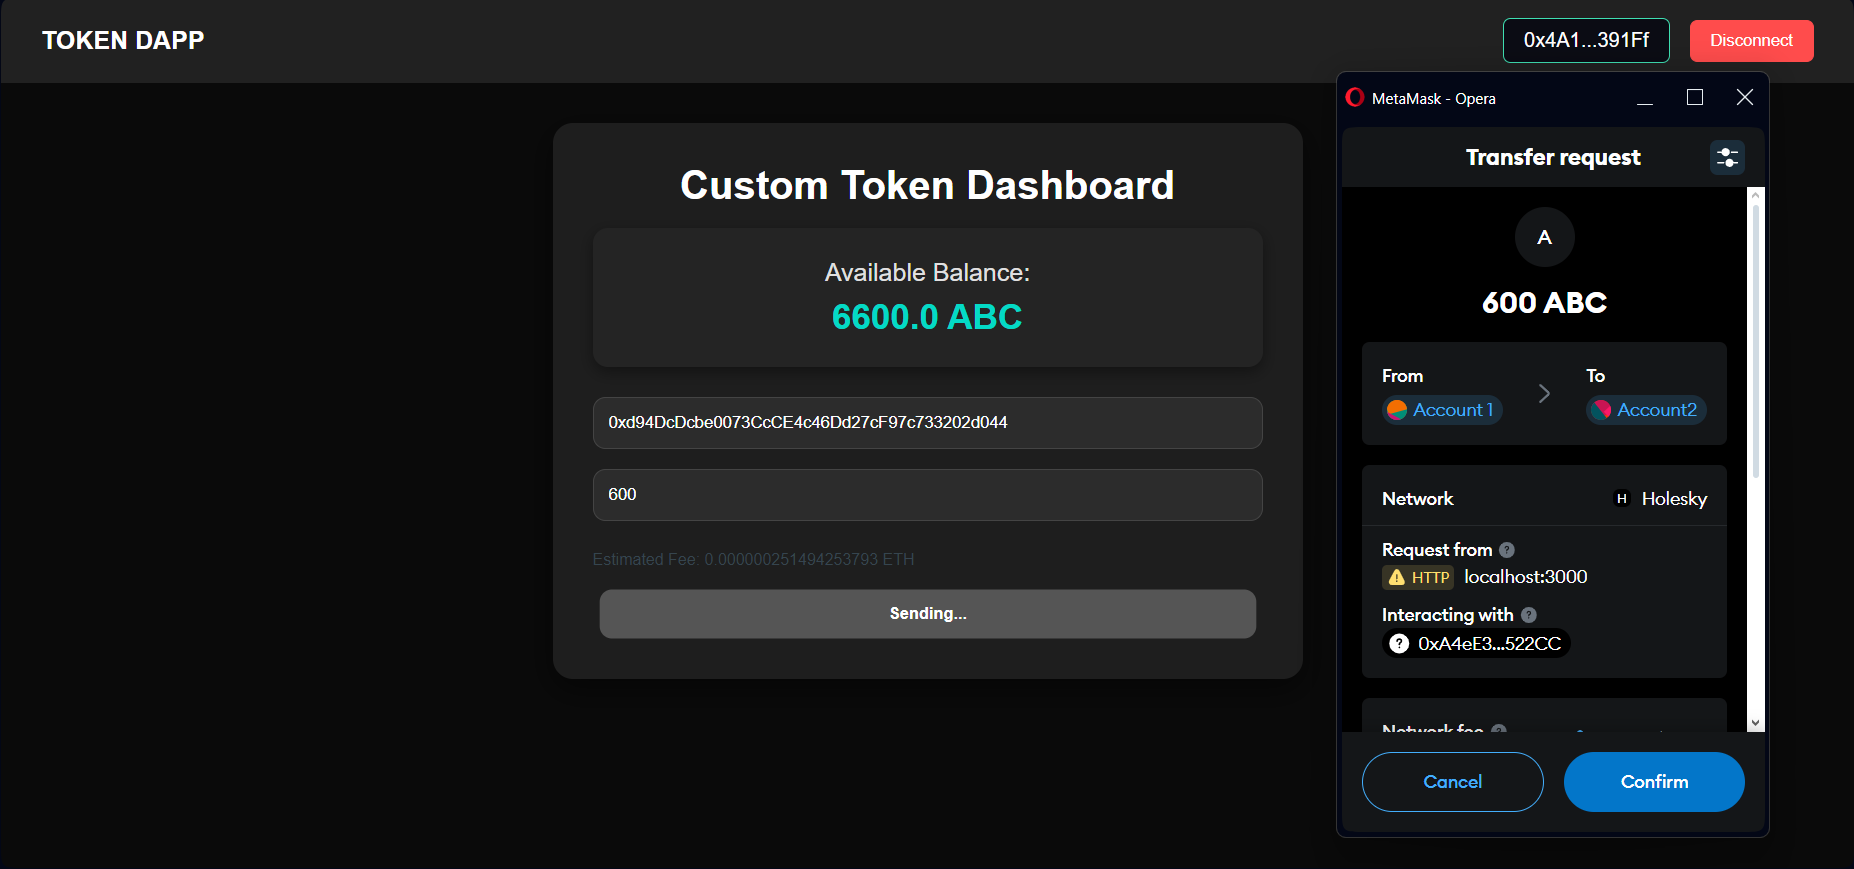 TOKEN DAPP
0x4A1...391Ff
Disconnect
Custom Token Dashboard
Available Balance:
6600.0 ABC
0xd94DcDcbe0073CcCE4c46Dd27cF97c733202d044
600
Estimated Fee: 0.000000251494253793 ETH
Sending...
MetaMask - Opera
Transfer request
A
600 ABC
From
To
Account 1
Account2
Network
H Holesky
Request from ?
HTTP localhost:3000
Interacting with ?
? 0xA4eE3...522CC
Network fee ?
Cancel
Confirm